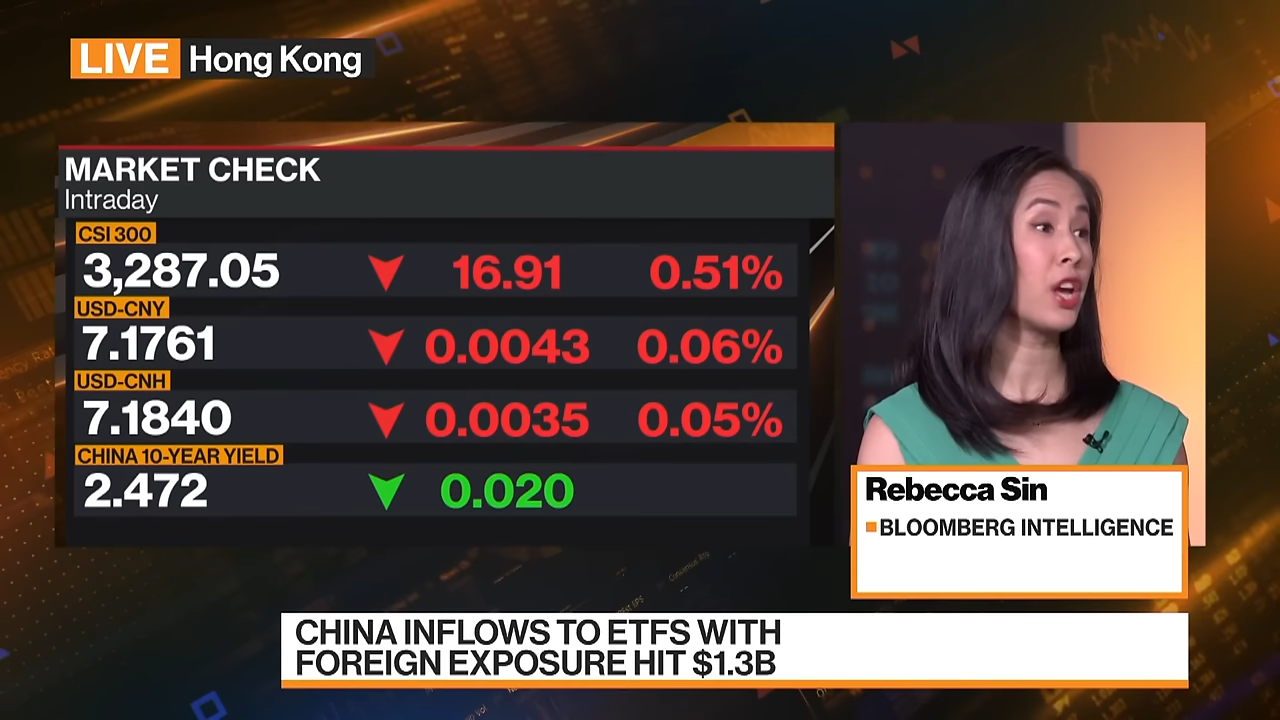 LIVE Hong Kong
MARKET CHECK
Intraday
CSI 300
3,287.05 16.91 0.51%
USD-CNY
7.1761 0.0043 0.06%
USD-CNH
7.1840 0.0035 0.05%
CHINA 10-YEAR YIELD
2.472 0.020
Rebecca Sin
BLOOMBERG INTELLIGENCE
CHINA INFLOWS TO ETFS WITH
FOREIGN EXPOSURE HIT $1.3B